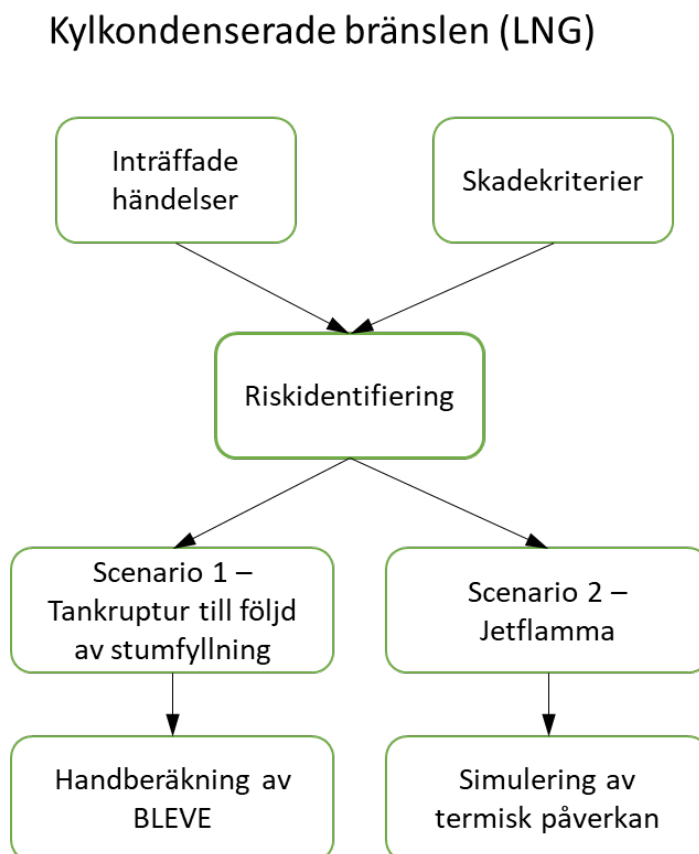 Kylkondenserade bränslen (LNG)
Inträffade
händelser
Skadekriterier
Riskidentifiering
Scenario 1 –
Tankruptur till följd
av stumfyllning
Scenario 2 –
Jetflamma
Handberäkning av
BLEVE
Simulering av
termisk påverkan